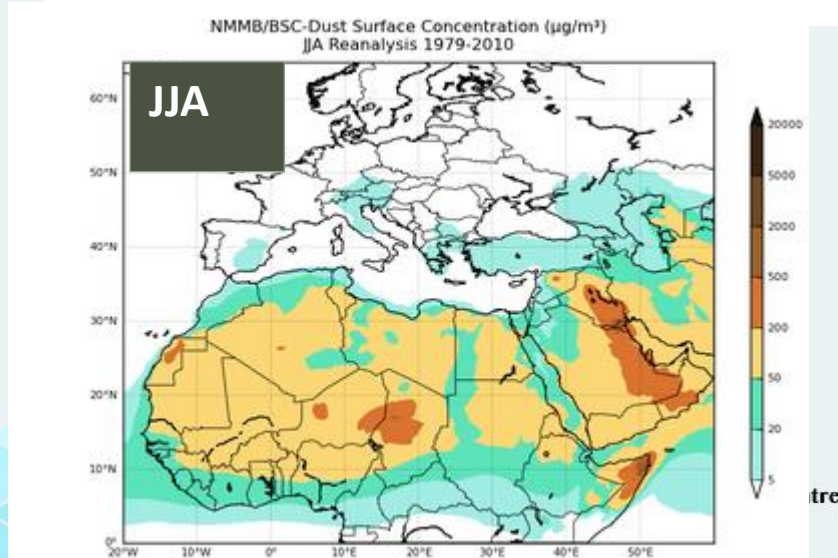 NMMB/BSC-Dust Surface Concentration (µg/m³)
JJA Reanalysis 1979-2010
JJA
60°N
50°N
40°N
30°N
20°N
10°N
0°
20°W
10°W
0°
10°E
20°E
30°E
40°E
50°E
20000
5000
2000
500
200
50
20
5
itre